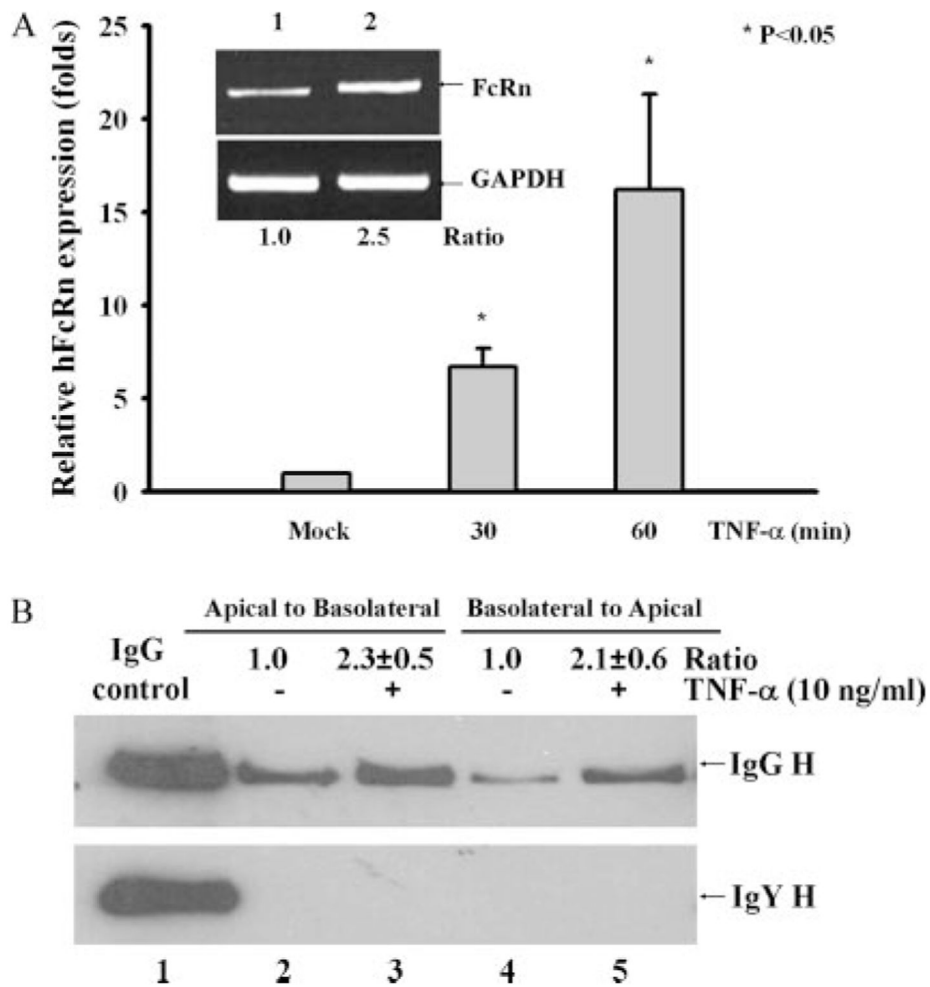 A
* P<0.05
Relative hFcRn expression (folds)
25
20
15
10
5
0
1 2
FcRn
GAPDH
1.0 2.5 Ratio
*
*
Mock 30 60 TNF-α (min)
B
Apical to Basolateral Basolateral to Apical
IgG control
1.0 2.3±0.5 1.0 2.1±0.6 Ratio
- + - + TNF-α (10 ng/ml)
IgG H
IgY H
1 2 3 4 5